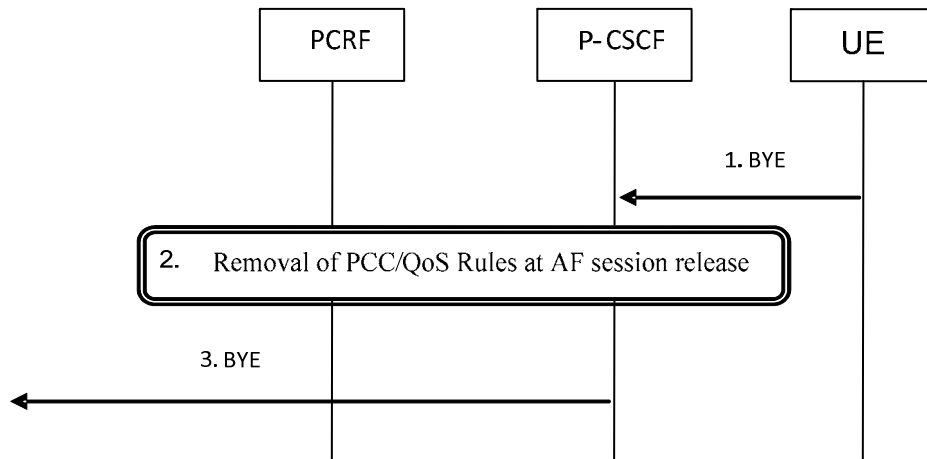 PCRF
P-CSCF
UE
1. BYE
2. Removal of PCC/QoS Rules at AF session release
3. BYE